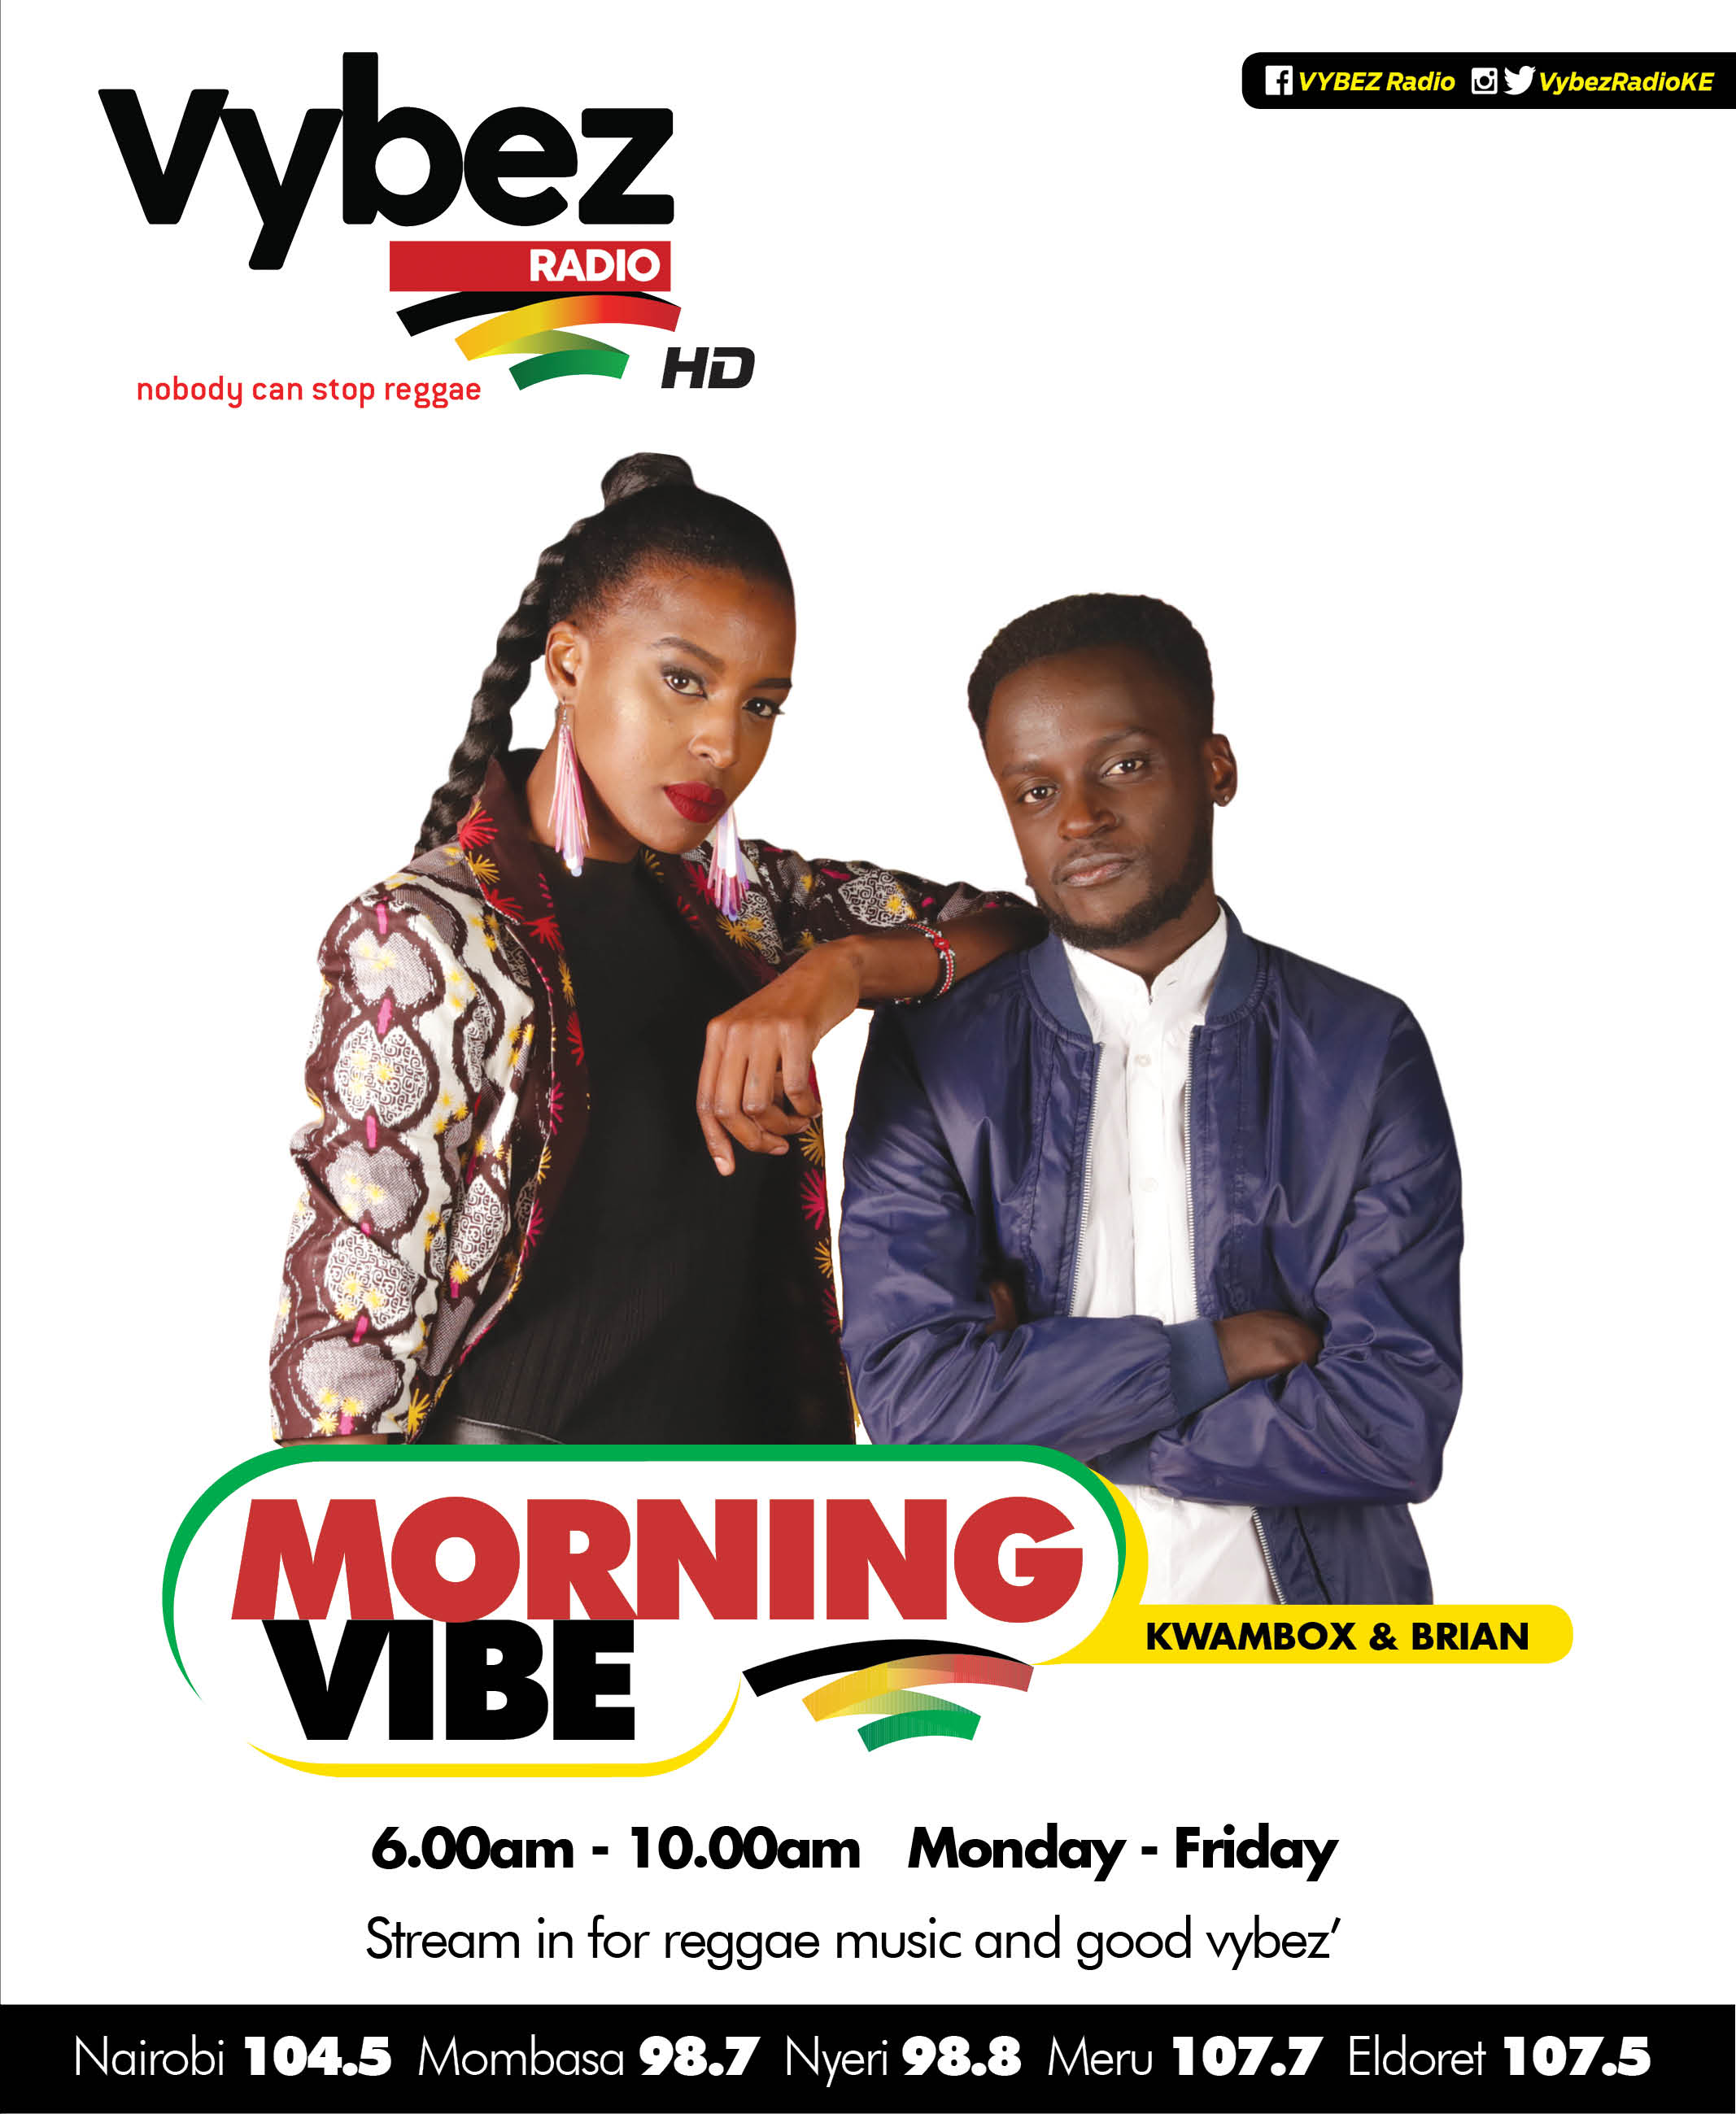 VYBEZ Radio VybezRadioKE
vybez
RADIO
HD
nobody can stop reggae
MORNING
VIBE
KWAMBOX & BRIAN
6.00am - 10.00am Monday - Friday
Stream in for reggae music and good vybez’
Nairobi 104.5 Mombasa 98.7 Nyeri 98.8 Meru 107.7 Eldoret 107.5